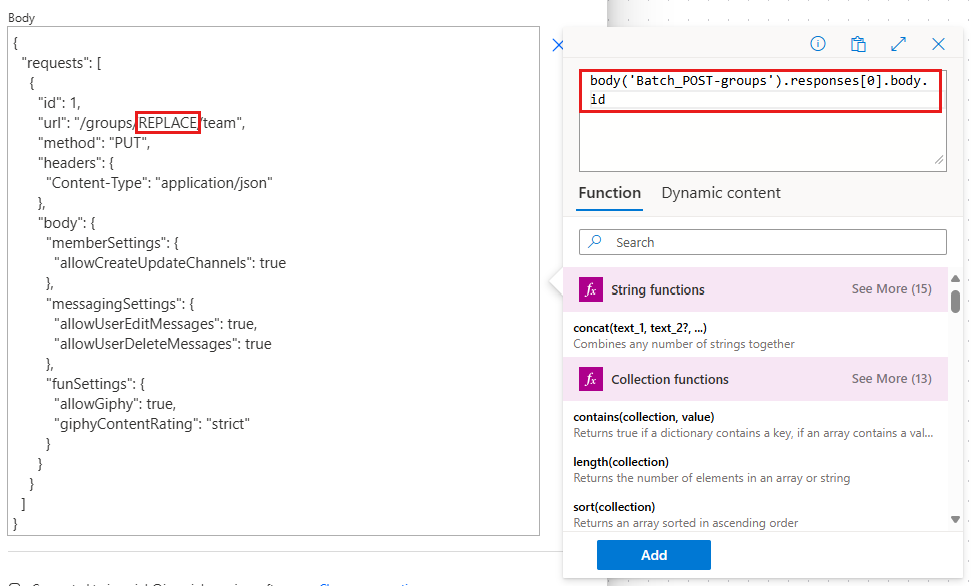 Body
{
"requests": [
{
"id": 1,
"url": "/groups/REPLACE/team",
"method": "PUT",
"headers": {
"Content-Type": "application/json"
},
"body": {
"memberSettings": {
"allowCreateUpdateChannels": true
},
"messagingSettings": {
"allowUserEditMessages": true,
"allowUserDeleteMessages": true
},
"funSettings": {
"allowGiphy": true,
"giphyContentRating": "strict"
}
}
}
]
}
body('Batch_POST-groups').responses[0].body.
id
Function Dynamic content
Search
fx String functions See More (15)
concat(text_1, text_2?, ...)
Combines any number of strings together
fx Collection functions See More (13)
contains(collection, value)
Returns true if a dictionary contains a key, if an array contains a val...
length(collection)
Returns the number of elements in an array or string
sort(collection)
Returns an array sorted in ascending order
Add